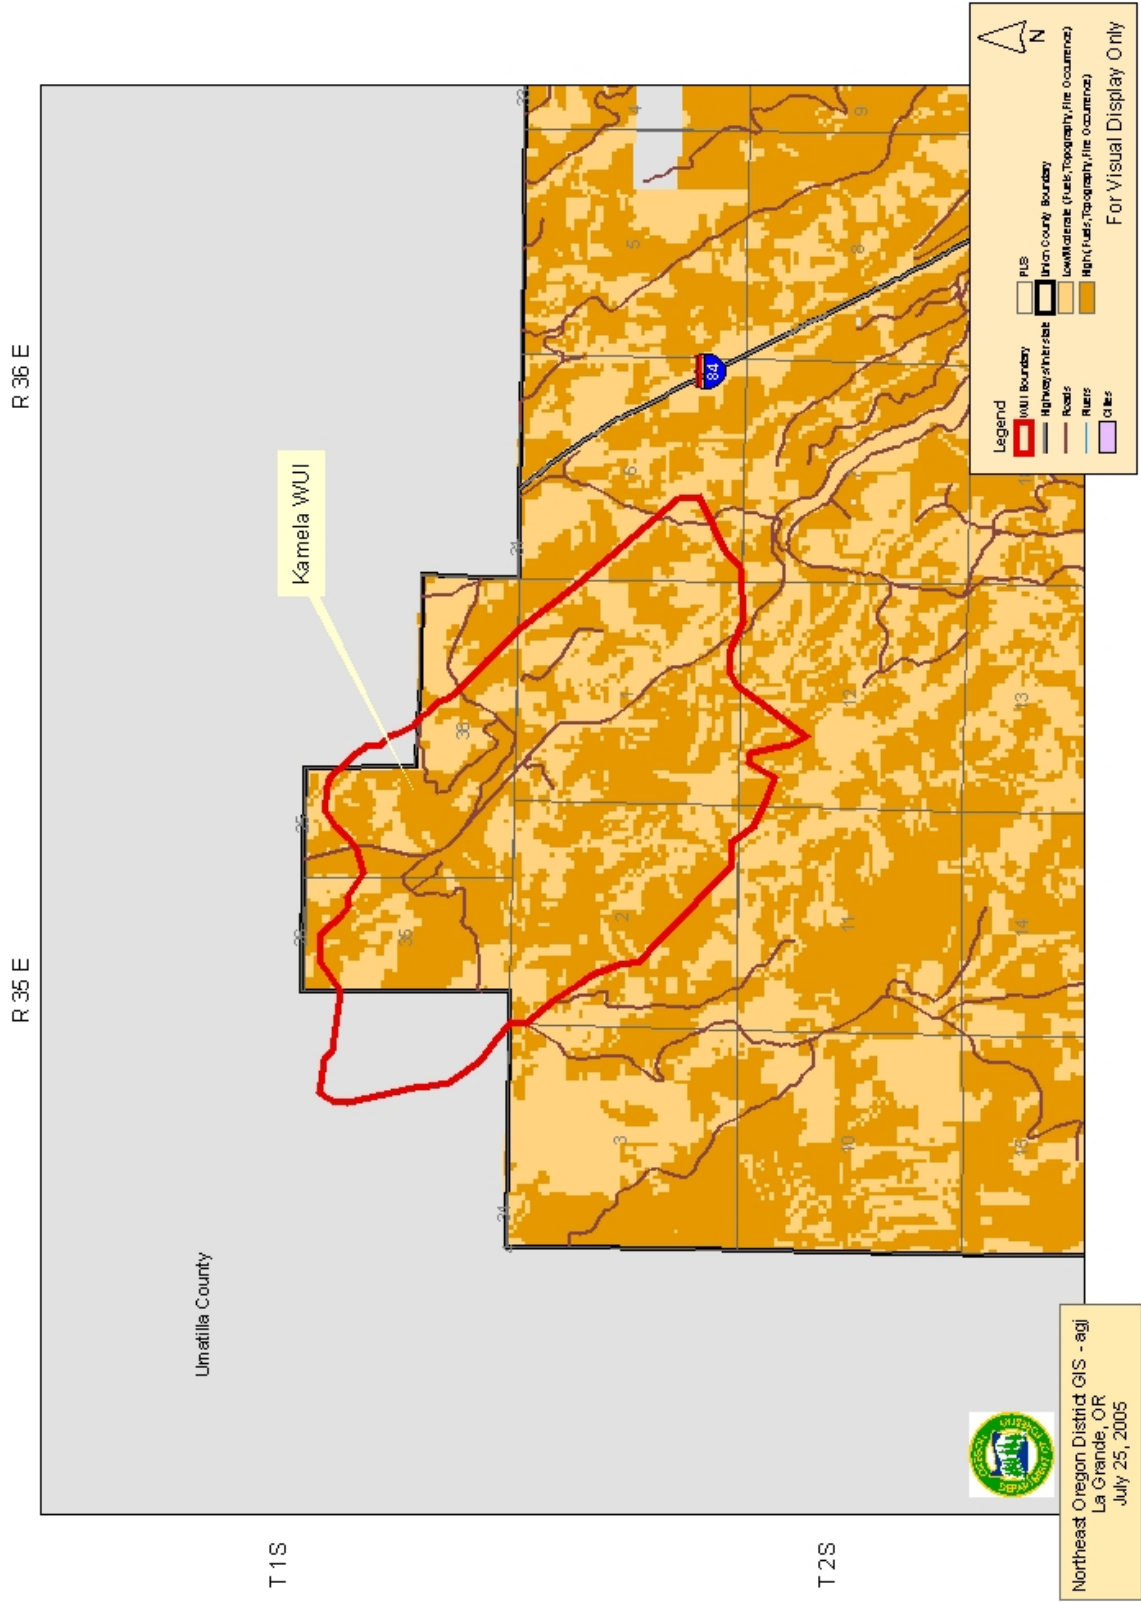 R 35 E
R 36 E
T 1 S
T 2 S
Umatilla County
Kamela WUI
84
34
35
25
36
31
33
3
2
1
6
5
4
10
11
12
8
9
15
14
13
Northeast Oregon District GIS - agj
La Grande, OR
July 25, 2005
Legend
WUI Boundary
Highways/Interstate
Roads
Rivers
Cities
PLS
Union County Boundary
Low/Moderate (Fuels,Topography,Fire Occurrence)
High (Fuels,Topography,Fire Occurrence)
N
For Visual Display Only